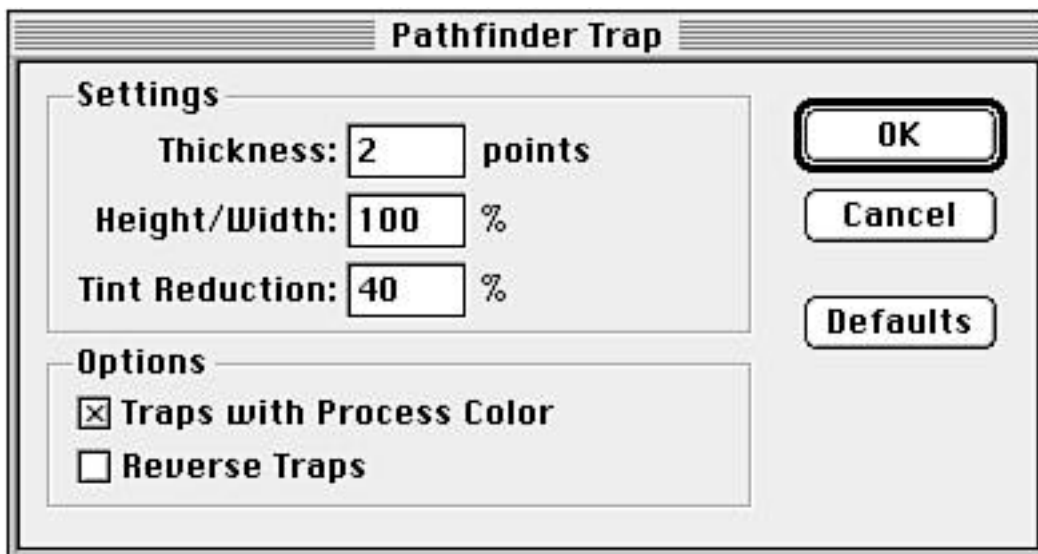 Pathfinder Trap
Settings
Thickness: 2 points
Height/Width: 100 %
Tint Reduction: 40 %
OK
Cancel
Defaults
Options
Traps with Process Color
Reverse Traps